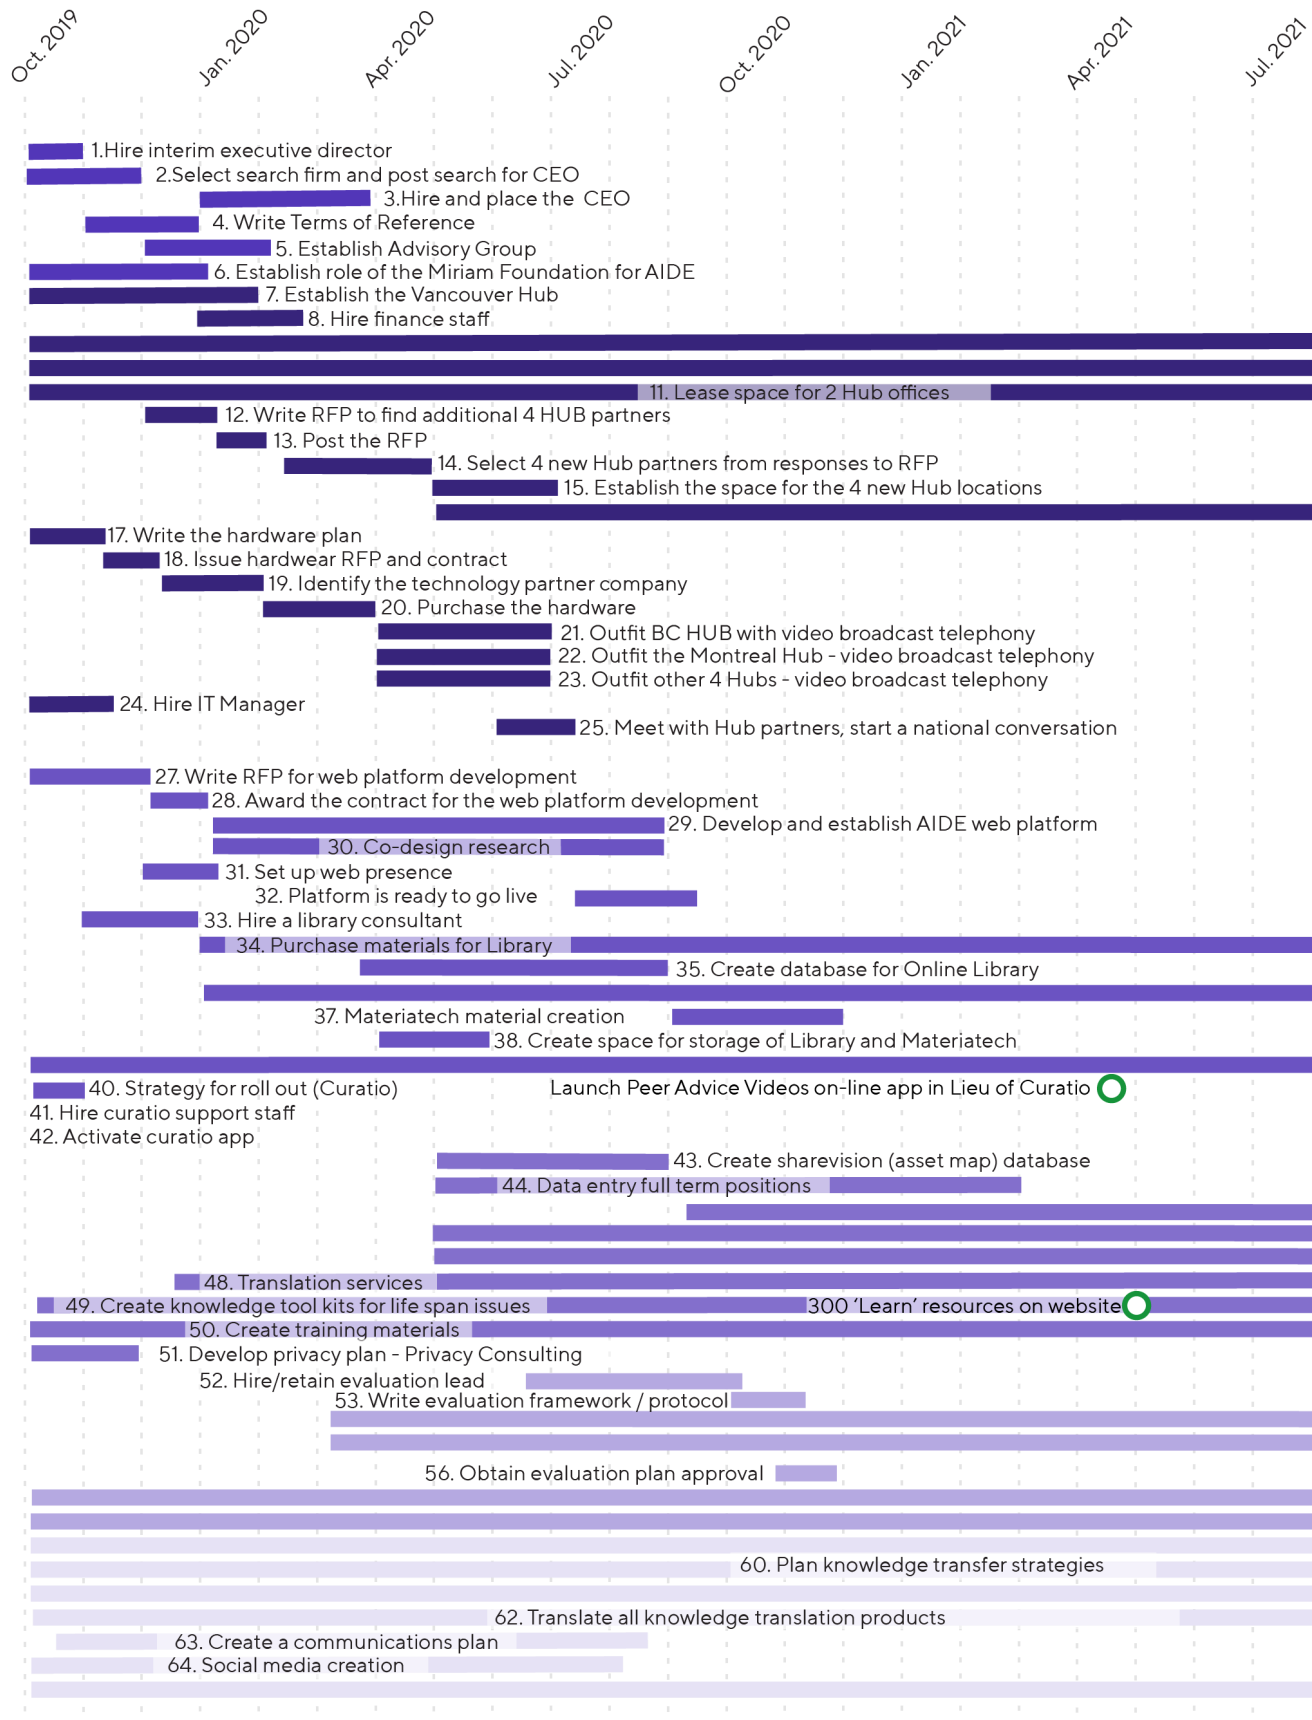 Oct. 2019
Jan. 2020
Apr. 2020
Jul. 2020
Oct. 2020
Jan. 2021
Apr. 2021
Jul. 2021
1.Hire interim executive director
2.Select search firm and post search for CEO
3.Hire and place the CEO
4. Write Terms of Reference
5. Establish Advisory Group
6. Establish role of the Miriam Foundation for AIDE
7. Establish the Vancouver Hub
8. Hire finance staff
11. Lease space for 2 Hub offices
12. Write RFP to find additional 4 HUB partners
13. Post the RFP
14. Select 4 new Hub partners from responses to RFP
15. Establish the space for the 4 new Hub locations
17. Write the hardware plan
18. Issue hardwear RFP and contract
19. Identify the technology partner company
20. Purchase the hardware
21. Outfit BC HUB with video broadcast telephony
22. Outfit the Montreal Hub - video broadcast telephony
23. Outfit other 4 Hubs - video broadcast telephony
24. Hire IT Manager
25. Meet with Hub partners, start a national conversation
27. Write RFP for web platform development
28. Award the contract for the web platform development
29. Develop and establish AIDE web platform
30. Co-design research
31. Set up web presence
32. Platform is ready to go live
33. Hire a library consultant
34. Purchase materials for Library
35. Create database for Online Library
37. Materiatech material creation
38. Create space for storage of Library and Materiatech
40. Strategy for roll out (Curatio) Launch Peer Advice Videos on-line app in Lieu of Curatio
41. Hire curatio support staff
42. Activate curatio app
43. Create sharevision (asset map) database
44. Data entry full term positions
48. Translation services
49. Create knowledge tool kits for life span issues 300 ‘Learn’ resources on website
50. Create training materials
51. Develop privacy plan - Privacy Consulting
52. Hire/retain evaluation lead
53. Write evaluation framework / protocol
56. Obtain evaluation plan approval
60. Plan knowledge transfer strategies
62. Translate all knowledge translation products
63. Create a communications plan
64. Social media creation